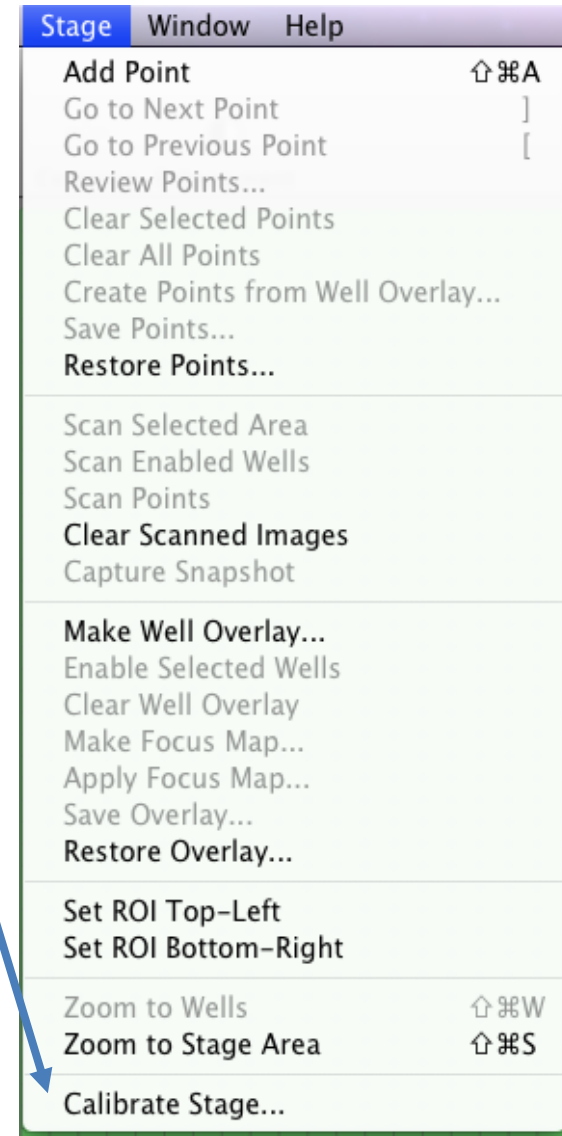 Stage Window Help
Add Point ⇧⌘A
Go to Next Point ]
Go to Previous Point [
Review Points...
Clear Selected Points
Clear All Points
Create Points from Well Overlay...
Save Points...
Restore Points...
Scan Selected Area
Scan Enabled Wells
Scan Points
Clear Scanned Images
Capture Snapshot
Make Well Overlay...
Enable Selected Wells
Clear Well Overlay
Make Focus Map...
Apply Focus Map...
Save Overlay...
Restore Overlay...
Set ROI Top-Left
Set ROI Bottom-Right
Zoom to Wells ⇧⌘W
Zoom to Stage Area ⇧⌘S
Calibrate Stage...